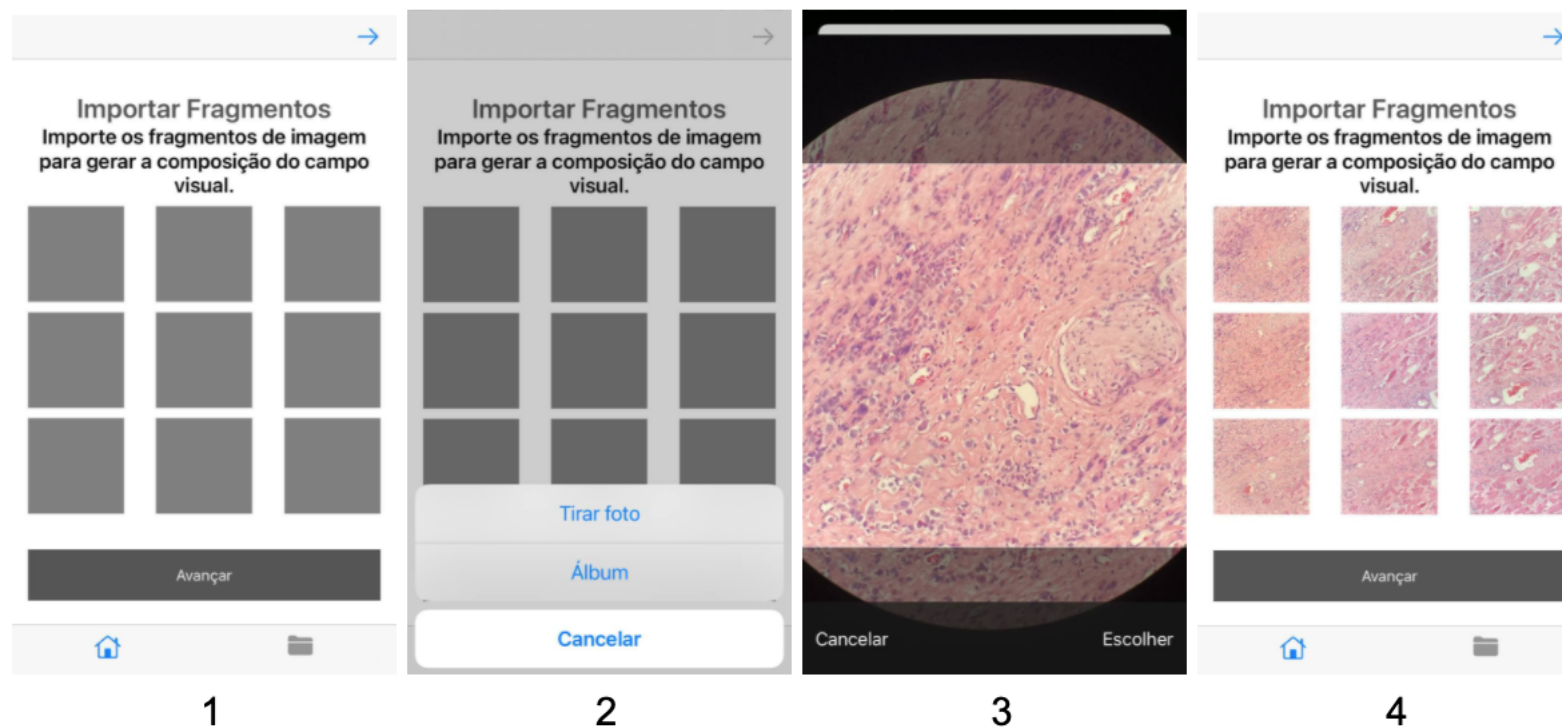 Importar Fragmentos
Importe os fragmentos de imagem
para gerar a composição do campo
visual.
Avançar
1
Importar Fragmentos
Importe os fragmentos de imagem
para gerar a composição do campo
visual.
Tirar foto
Álbum
Cancelar
2
Cancelar
Escolher
3
Importar Fragmentos
Importe os fragmentos de imagem
para gerar a composição do campo
visual.
Avançar
4